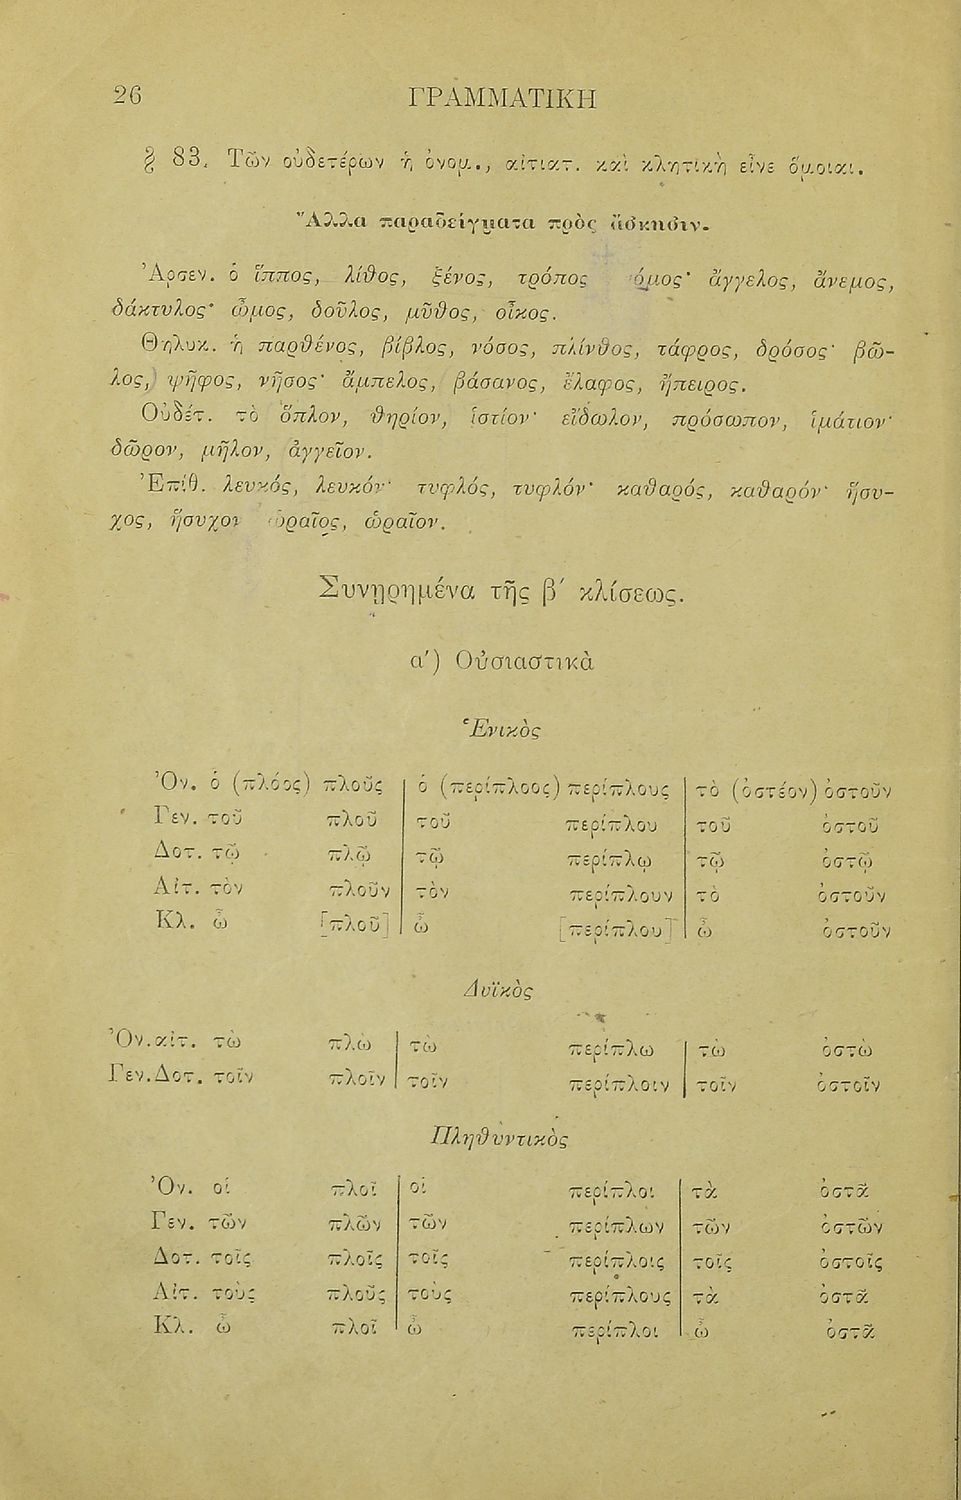 26 ΓΡΑΜΜΑΤΙΚΗ
§ 83. Τῶν οὐδετέρων ἡ ὀνομ., αἰτιατ. καὶ κλητικὴ εἶνε ὅμοιαι.
Ἄλλα παραδείγματα πρὸς ἄσκησιν.
Ἀρσεν. ὁ ἵππος, λίθος, ξένος, τρόπος· ὦμος· ἄγγελος, ἄνεμος,
δάκτυλος· ὦμος, δοῦλος, μῦθος, οἶκος.
Θηλυκ. ἡ παρθένος, βίβλος, νόσος, πλίνθος, τάφρος, δρόσος· βῶ-
λος, ψῆφος, νῆσος· ἄμπελος, βάσανος, ἔλαφος, ἤπειρος.
Οὐδέτ. τὸ ὅπλον, θηρίον, ἱστίον· εἴδωλον, πρόσωπον, ἱμάτιον·
δῶρον, μῆλον, ἀγγεῖον.
Ἐπίθ. λευκός, λευκόν· τυφλός, τυφλόν· καθαρός, καθαρόν· ἥσυ-
χος, ἥσυχον· ὡραῖος, ὡραῖον.
Συνῃρημένα τῆς β′ κλίσεως.
α′) Οὐσιαστικὰ
Ἑνικὸς
Ὀν. ὁ (πλόος) πλοῦς ὁ (περίπλοος) περίπλους τὸ (ὀστέον) ὀστοῦν
Γεν. τοῦ πλοῦ τοῦ περίπλου τοῦ ὀστοῦ
Δοτ. τῷ πλῷ τῷ περίπλῳ τῷ ὀστῷ
Αἰτ. τὸν πλοῦν τὸν περίπλουν τὸ ὀστοῦν
Κλ. ὦ [πλοῦ] ὦ [περίπλου] ὦ ὀστοῦν
Δυϊκὸς
Ὀν.αἰτ. τὼ πλὼ τὼ περίπλω τὼ ὀστὼ
Γεν.Δοτ. τοῖν πλοῖν τοῖν περίπλοιν τοῖν ὀστοῖν
Πληθυντικὸς
Ὀν. οἱ πλοῖ οἱ περίπλοι τὰ ὀστᾶ
Γεν. τῶν πλῶν τῶν περίπλων τῶν ὀστῶν
Δοτ. τοῖς πλοῖς τοῖς περίπλοις τοῖς ὀστοῖς
Αἰτ. τοὺς πλοῦς τοὺς περίπλους τὰ ὀστᾶ
Κλ. ὦ πλοῖ ὦ περίπλοι ὦ ὀστᾶ